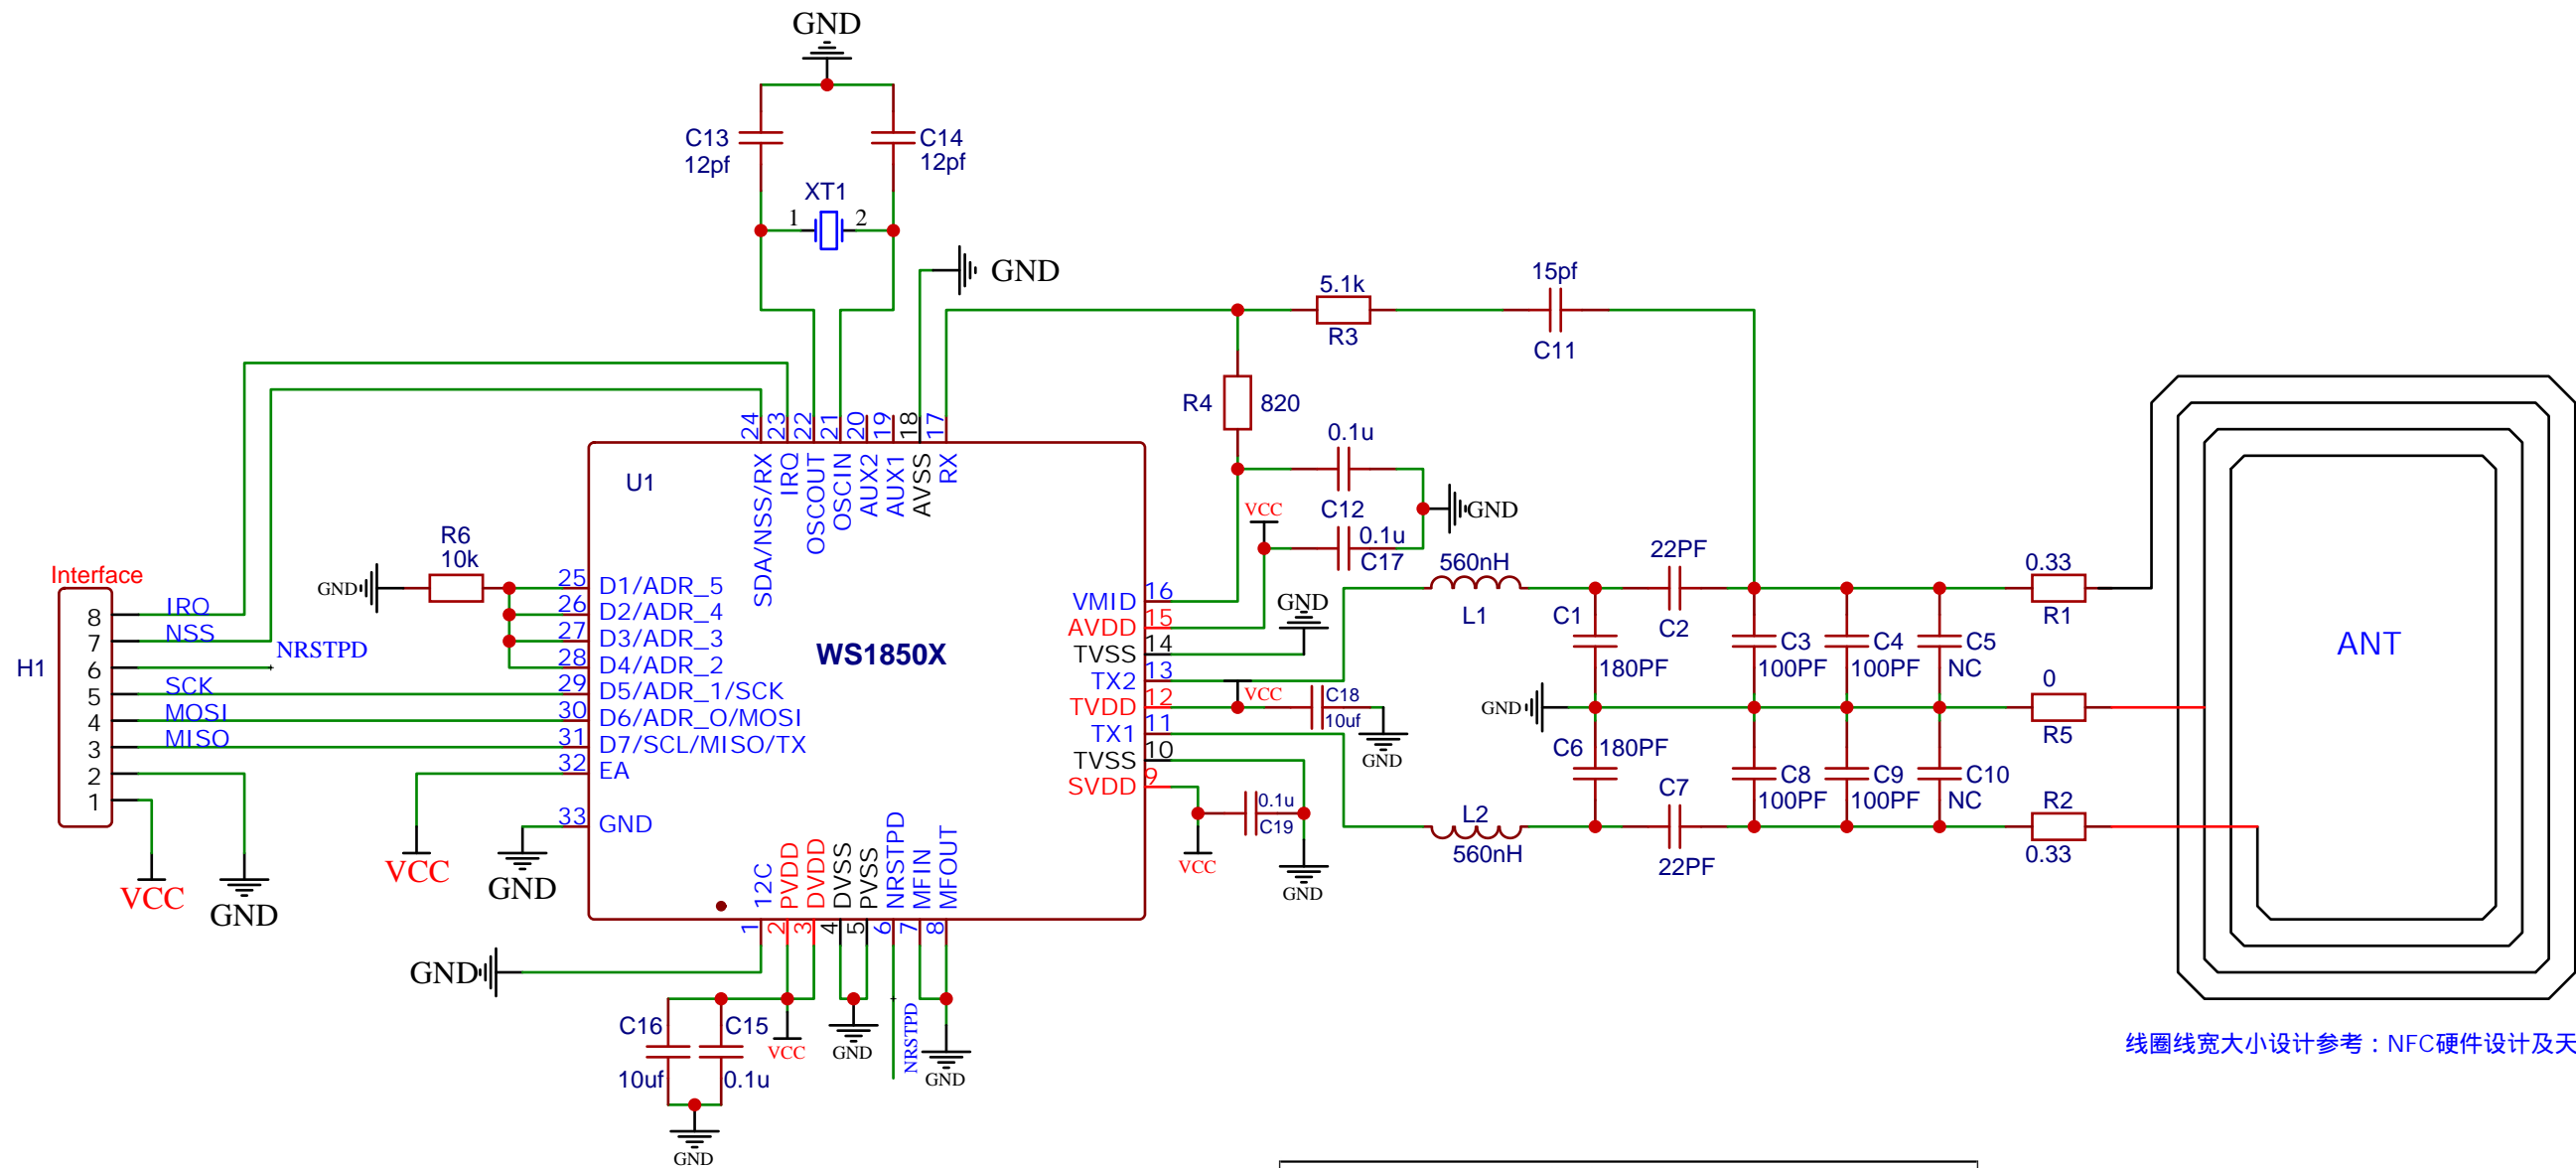 GND
C13
12pf
C14
12pf
XT1
1
2
GND
5.1k
R3
15pf
C11
R4
820
24
23
22
21
20
19
18
17
U1
SDA/NSS/RX
IRQ
OSCOUT
OSCIN
AUX2
AUX1
AVSS
RX
0.1u
C12
VCC
GND
0.1u
C17
R6
10k
GND
25 D1/ADR_5
26 D2/ADR_4
27 D3/ADR_3
28 D4/ADR_2
29 D5/ADR_1/SCK
30 D6/ADR_O/MOSI
31 D7/SCL/MISO/TX
32 EA
33 GND
WS1850X
VMID 16
AVDD 15
TVSS 14
TX2 13
TVDD 12
TX1 11
TVSS 10
SVDD 9
Interface
H1
8 IRQ
7 NSS
6 NRSTPD
5 SCK
4 MOSI
3 MISO
2
1
VCC
GND
VCC
GND
GND
VCC
C18
10uf
GND
0.1u
C19
VCC
GND
560nH
L1
22PF
C2
C1
180PF
C3
100PF
C4
100PF
C5
NC
0.33
R1
GND
0
R5
C6
180PF
C7
22PF
C8
100PF
C9
100PF
C10
NC
R2
0.33
L2
560nH
ANT
12C
PVDD
DVDD
DVSS
PVSS
NRSTPD
MFIN
MFOUT
1
2
3
4
5
6
7
8
GND
C16
10uf
C15
0.1u
VCC
GND
NRSTPD
GND
GND
线圈线宽大小设计参考：NFC硬件设计及天